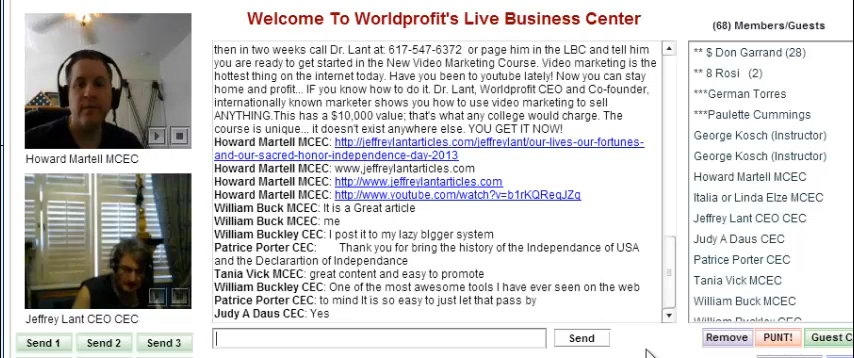 Welcome To Worldprofit's Live Business Center
(68) Members/Guests
Howard Martell MCEC
Jeffrey Lant CEO CEC
Send 1
Send 2
Send 3
then in two weeks call Dr. Lant at: 617-547-6372 or page him in the LBC and tell him
you are ready to get started in the New Video Marketing Course. Video marketing is the
hottest thing on the internet today. Have you been to youtube lately! Now you can stay
home and profit... IF you know how to do it. Dr. Lant, Worldprofit CEO and Co-founder,
internationally known marketer shows you how to use video marketing to sell
ANYTHING.This has a $10,000 value; that's what any college would charge. The
course is unique... it doesn't exist anywhere else. YOU GET IT NOW!
Howard Martell MCEC: http://jeffreylantarticles.com/jeffreylant/our-lives-our-fortunes-
and-our-sacred-honor-independence-day-2013
Howard Martell MCEC: www,jeffreylantarticles.com
Howard Martell MCEC: http://www.jeffreylantarticles.com
Howard Martell MCEC: http://www.youtube.com/watch?v=b1rKQReqJZg
William Buck MCEC: It is a Great article
William Buck MCEC: me
William Buckley CEC: I post it to my lazy blgger system
Patrice Porter CEC: Thank you for bring the history of the Independance of USA
and the Declarartion of Independance
Tania Vick MCEC: great content and easy to promote
William Buckley CEC: One of the most awesome tools I have ever seen on the web
Patrice Porter CEC: to mind It is so easy to just let that pass by
Judy A Daus CEC: Yes
Send
** $ Don Garrand (28)
** 8 Rosi (2)
***German Torres
***Paulette Cummings
George Kosch (Instructor)
George Kosch (Instructor)
Howard Martell MCEC
Italia or Linda Elze MCEC
Jeffrey Lant CEO CEC
Judy A Daus CEC
Patrice Porter CEC
Tania Vick MCEC
William Buck MCEC
William Buckley CEC
Remove
PUNT!
Guest C